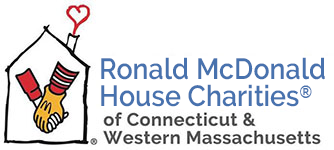 Ronald McDonald
House Charities®
of Connecticut &
® Western Massachusetts